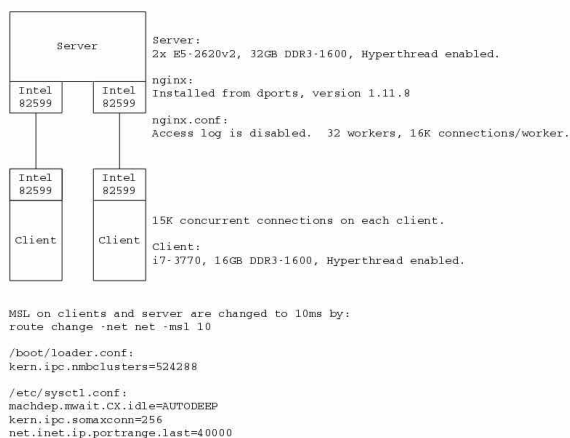 Server
Server:
2x E5-2620v2, 32GB DDR3-1600, Hyperthread enabled.
nginx:
Installed from dports, version 1.11.8
nginx.conf:
Access log is disabled. 32 workers, 16K connections/worker.
Intel
82599
Intel
82599
Intel
82599
Intel
82599
Client
Client
15K concurrent connections on each client.
Client:
i7-3770, 16GB DDR3-1600, Hyperthread enabled.
MSL on clients and server are changed to 10ms by:
route change -net net -msl 10
/boot/loader.conf:
kern.ipc.nmbclusters=524288
/etc/sysctl.conf:
machdep.mwait.CX.idle=AUTODEEP
kern.ipc.somaxconn=256
net.inet.ip.portrange.last=40000